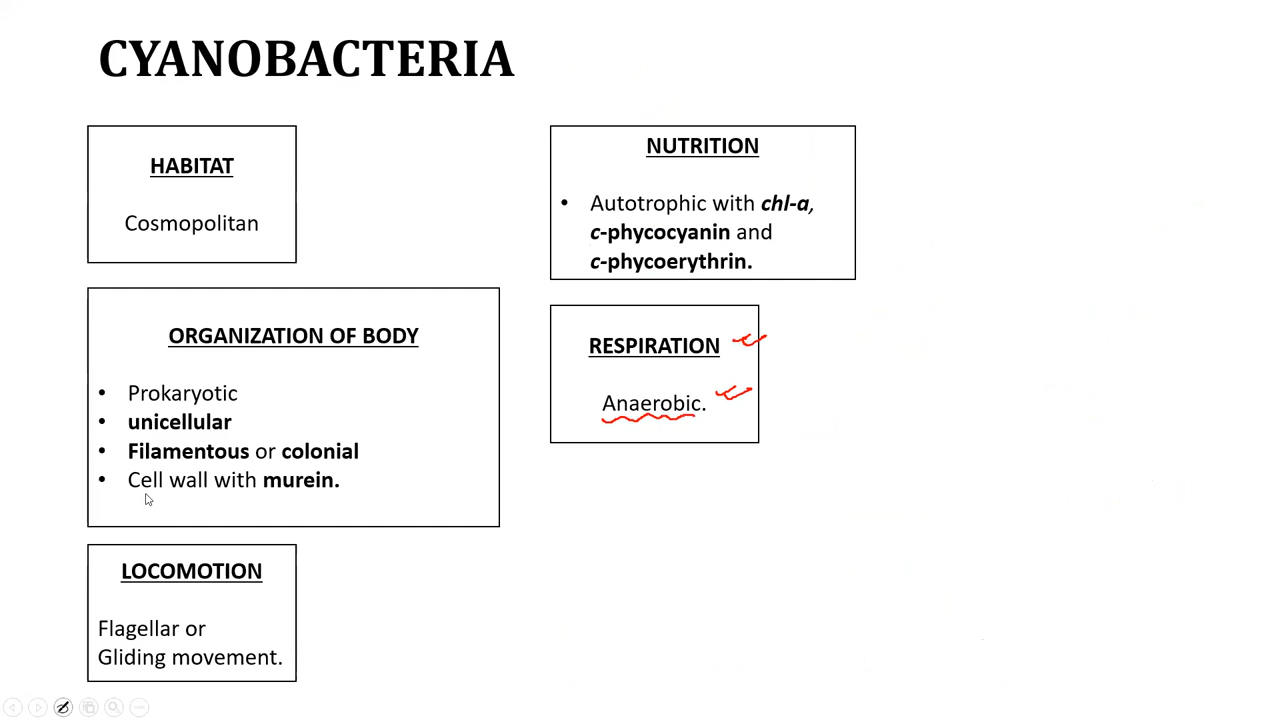 CYANOBACTERIA
HABITAT
Cosmopolitan
ORGANIZATION OF BODY
• Prokaryotic
• unicellular
• Filamentous or colonial
• Cell wall with murein.
LOCOMOTION
Flagellar or
Gliding movement.
NUTRITION
• Autotrophic with chl-a,
c-phycocyanin and
c-phycoerythrin.
RESPIRATION
Anaerobic.